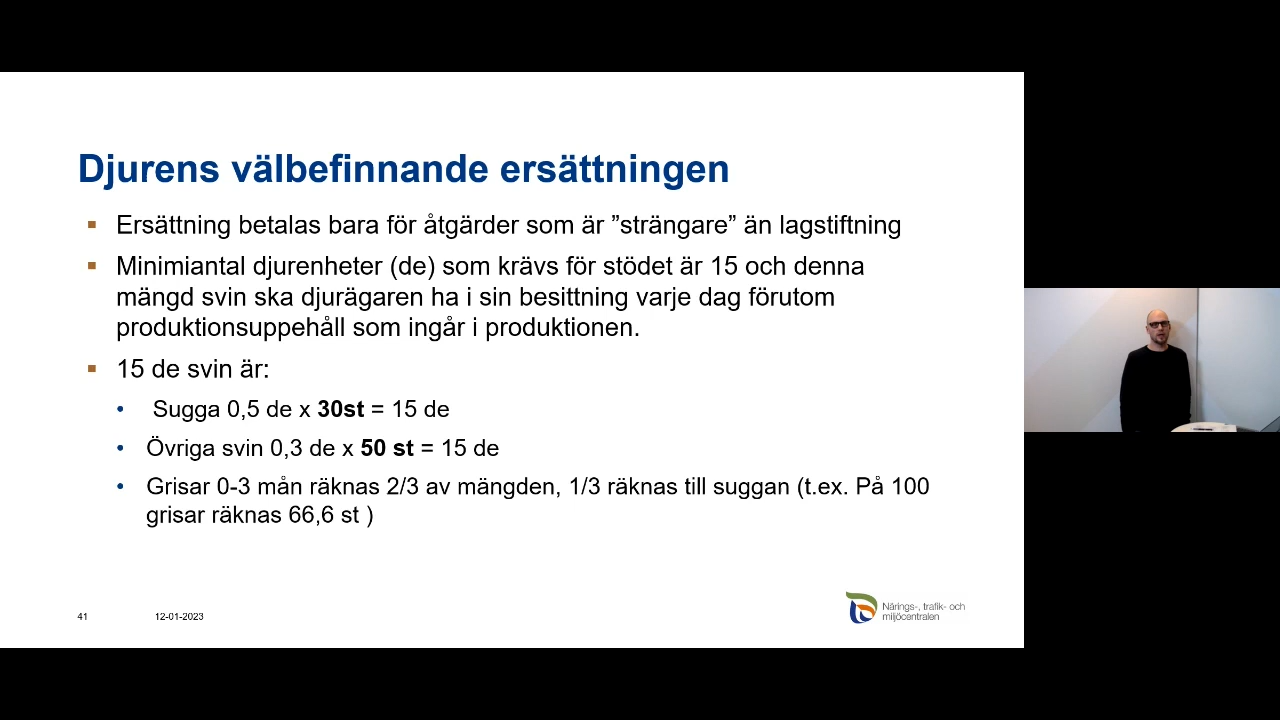 Djurens välbefinnande ersättningen
Ersättning betalas bara för åtgärder som är ”strängare” än lagstiftning
Minimiantal djurenheter (de) som krävs för stödet är 15 och denna
mängd svin ska djurägaren ha i sin besittning varje dag förutom
produktionsuppehåll som ingår i produktionen.
15 de svin är:
Sugga 0,5 de x 30st = 15 de
Övriga svin 0,3 de x 50 st = 15 de
Grisar 0-3 mån räknas 2/3 av mängden, 1/3 räknas till suggan (t.ex. På 100
grisar räknas 66,6 st )
41 12-01-2023
Närings-, trafik- och
miljöcentralen